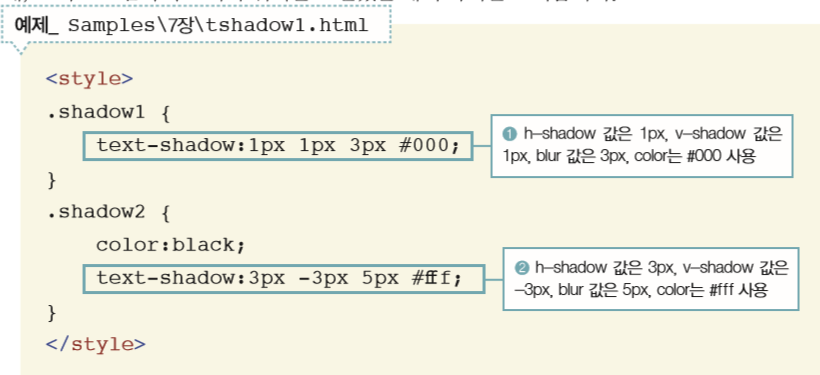 예제_ Samples\7장\tshadow1.html
<style>
.shadow1 {
text-shadow:1px 1px 3px #000;
❶ h-shadow 값은 1px, v-shadow 값은
1px, blur 값은 3px, color는 #000 사용
}
.shadow2 {
color:black;
text-shadow:3px -3px 5px #fff;
❷ h-shadow 값은 3px, v-shadow 값은
-3px, blur 값은 5px, color는 #fff 사용
}
</style>